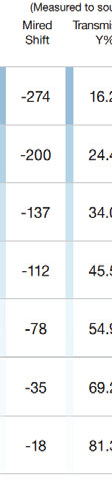 (Measured to sou
Mired Transmis
Shift Y%
-274 16.2
-200 24.4
-137 34.0
-112 45.5
-78 54.9
-35 69.2
-18 81.3